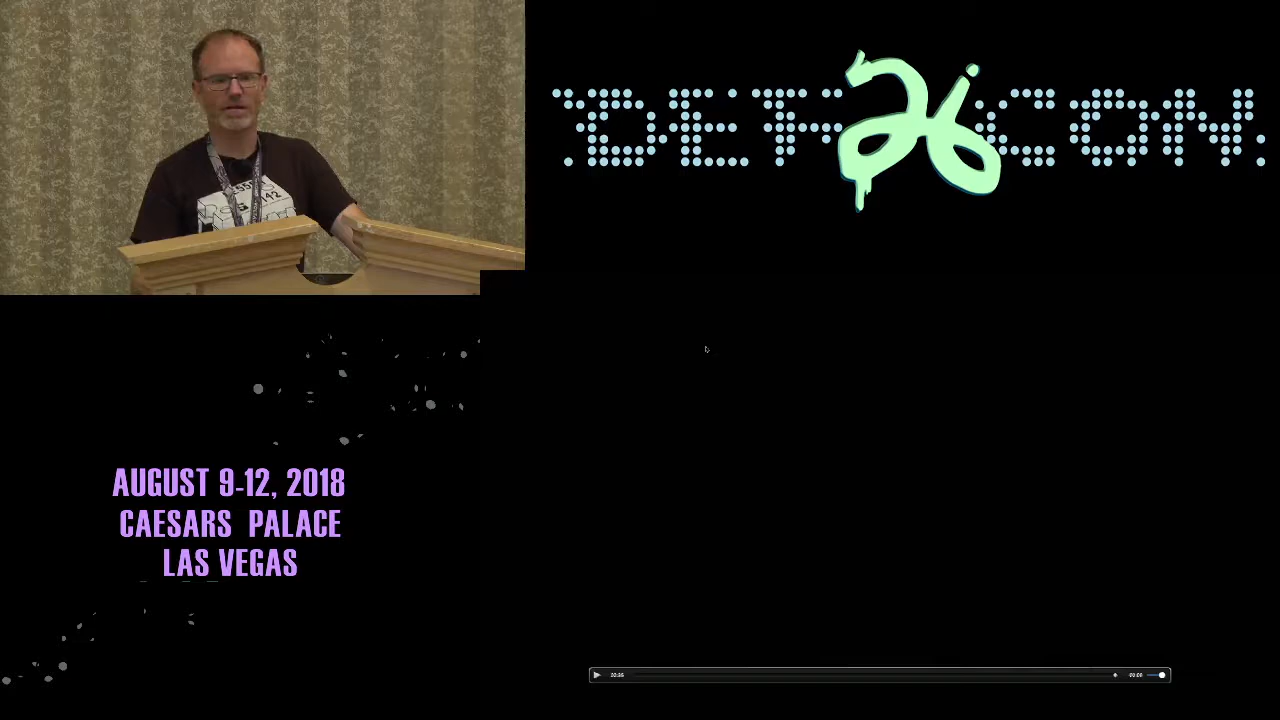 DEF 26 CON
AUGUST 9-12, 2018
CAESARS PALACE
LAS VEGAS